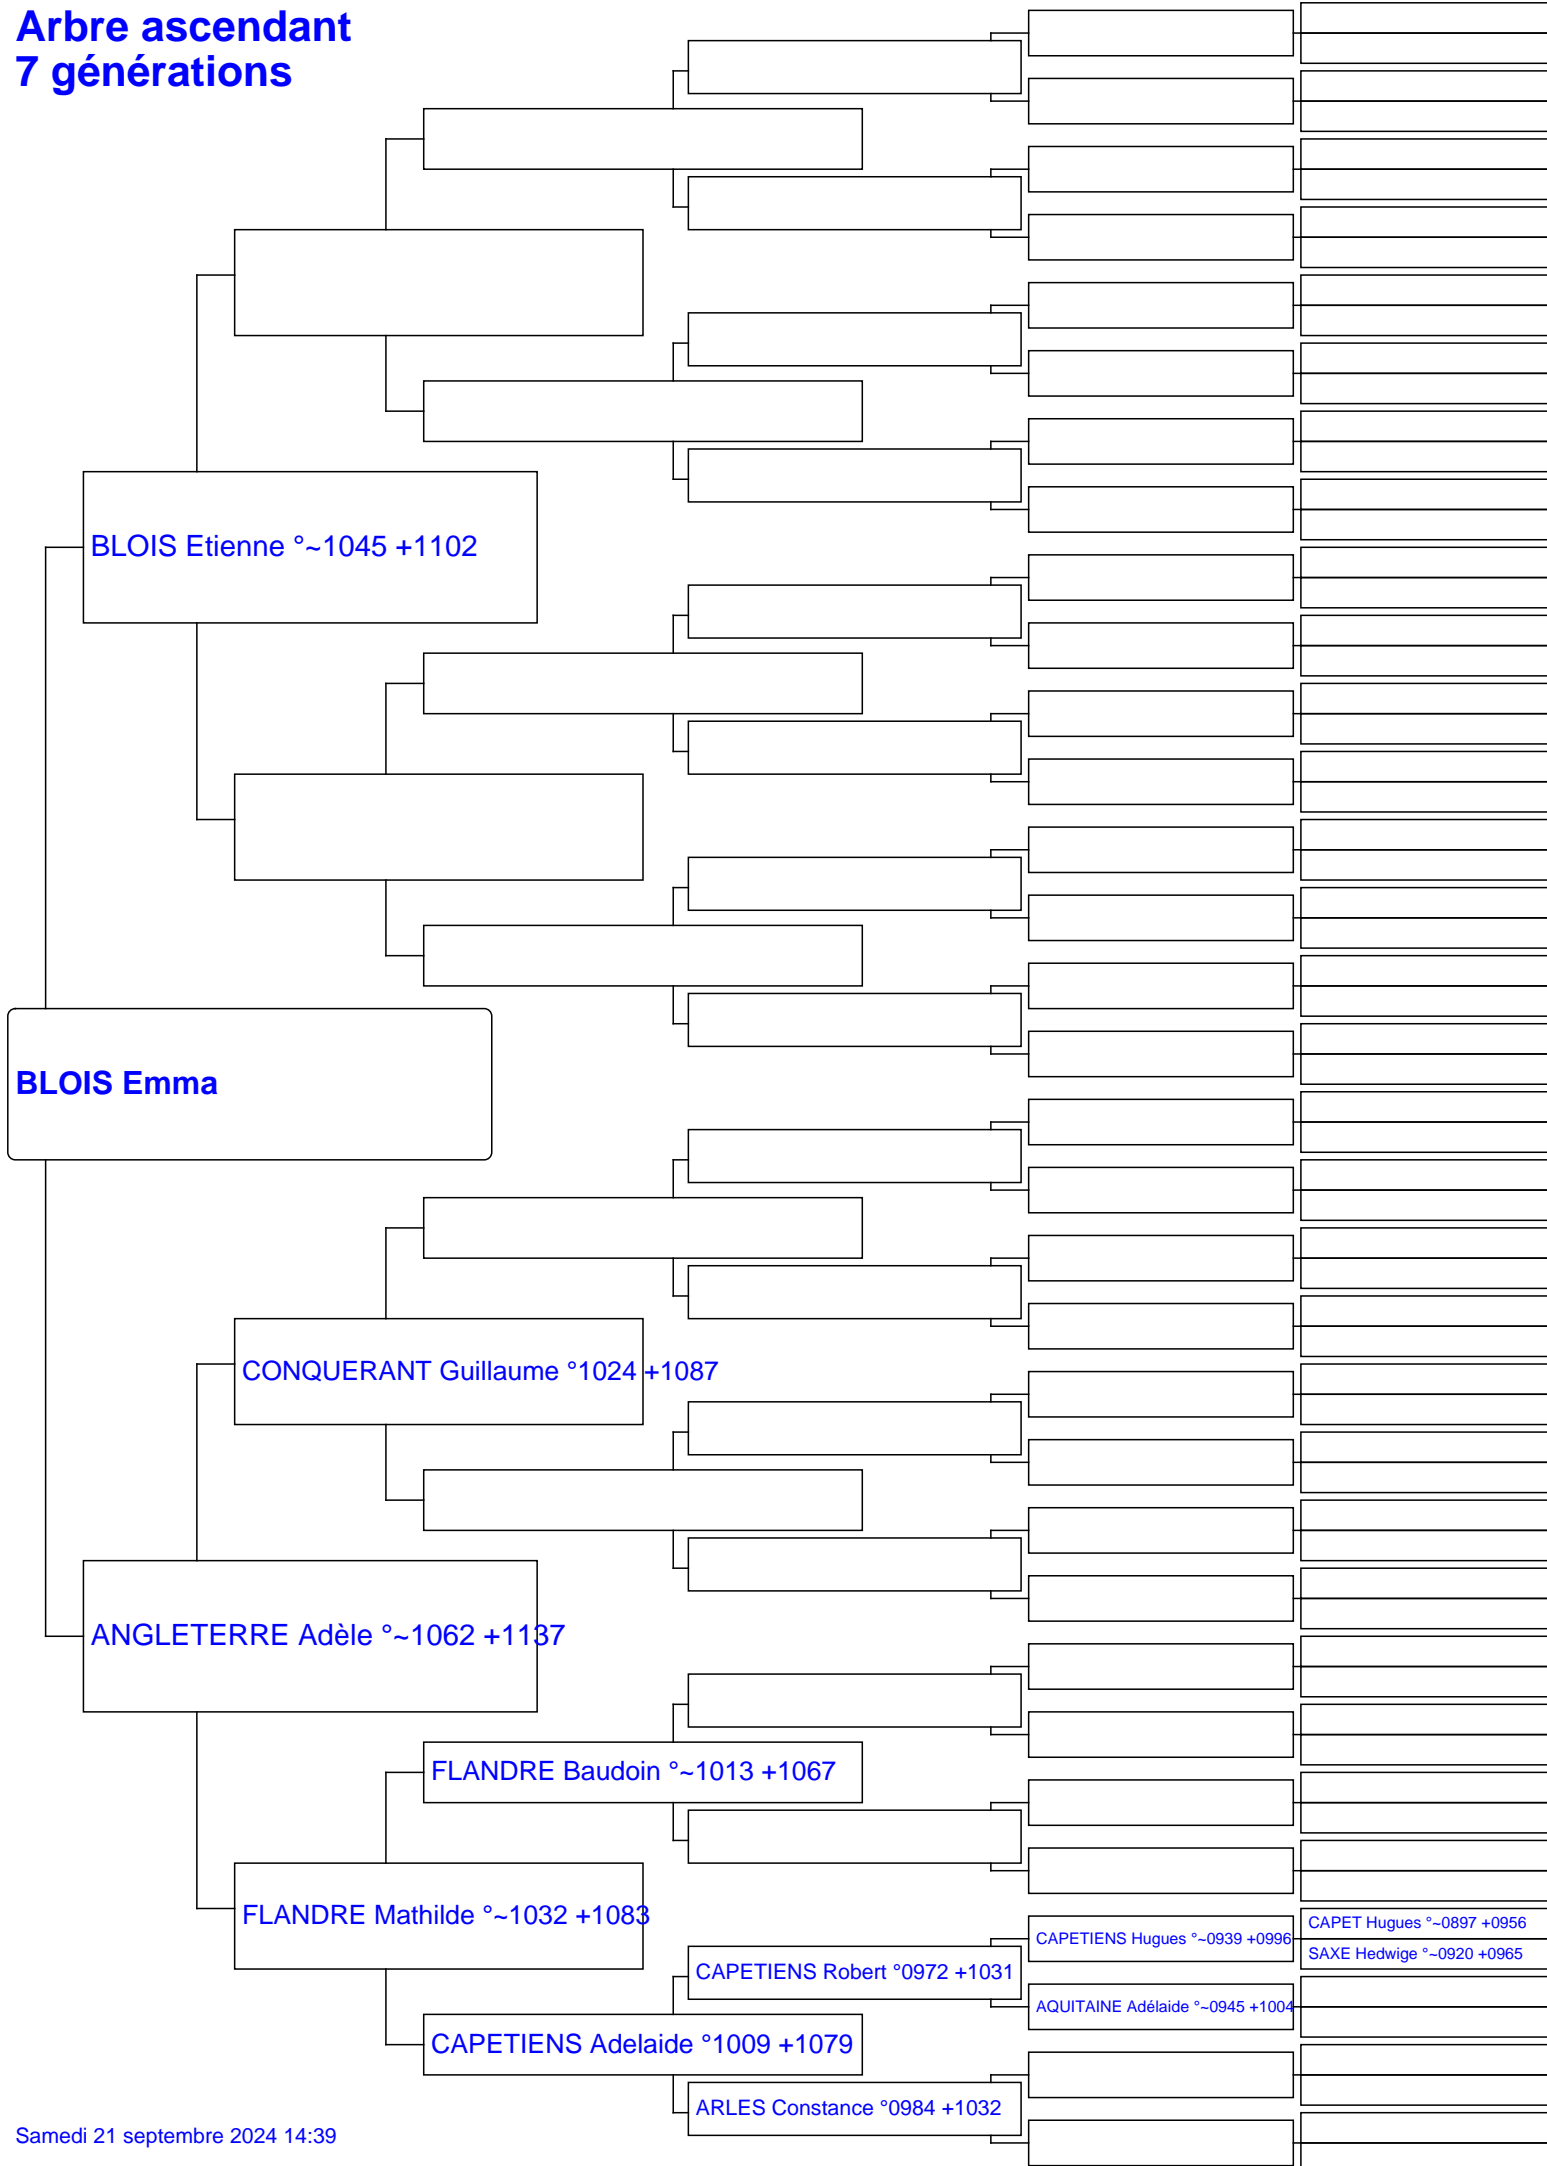 Arbre ascendant
7 générations
BLOIS Etienne °~1045 +1102
BLOIS Emma
CONQUERANT Guillaume °1024 +1087
ANGLETERRE Adèle °~1062 +1137
FLANDRE Baudoin °~1013 +1067
FLANDRE Mathilde °~1032 +1083
CAPET Hugues °~0897 +0956
CAPETIENS Hugues °~0939 +0996
SAXE Hedwige °~0920 +0965
CAPETIENS Robert °0972 +1031
AQUITAINE Adélaide °~0945 +1004
CAPETIENS Adelaide °1009 +1079
ARLES Constance °0984 +1032
Samedi 21 septembre 2024 14:39